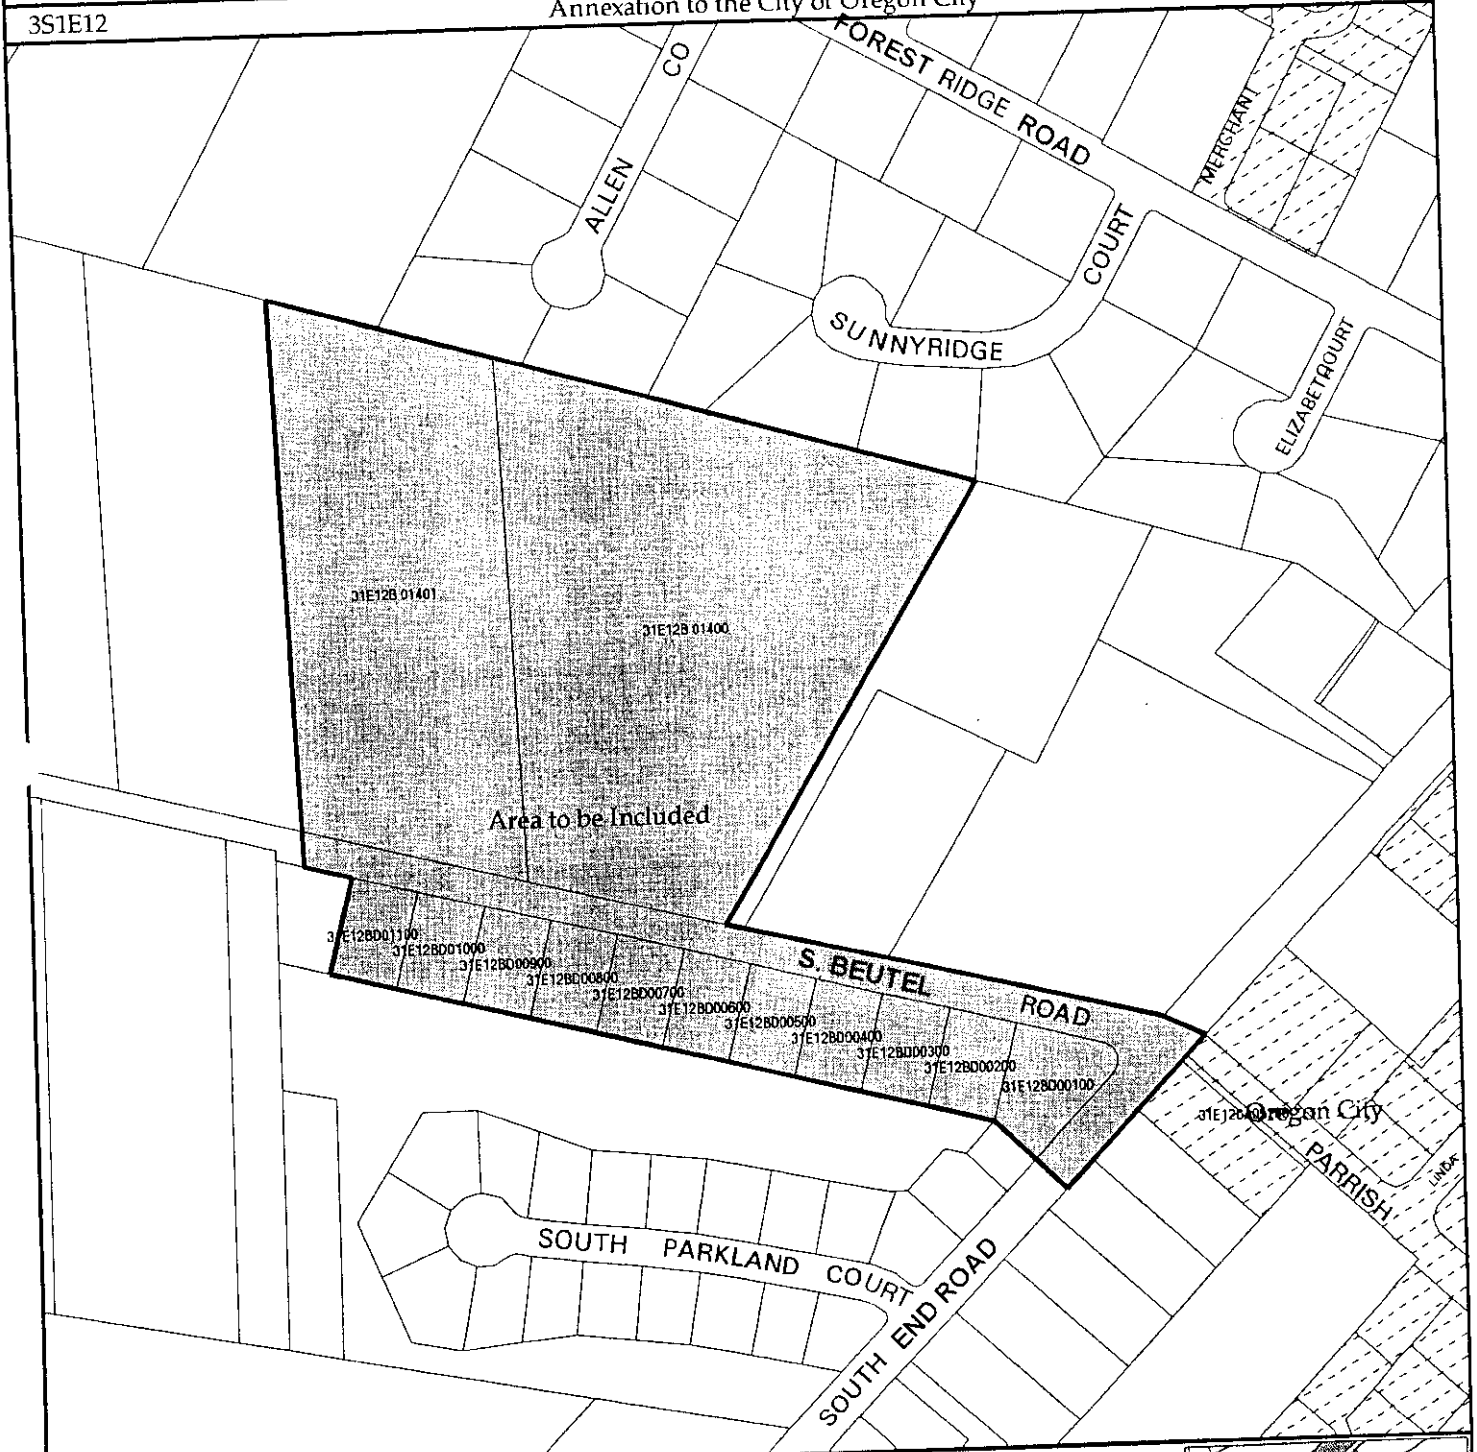 Annexation to the City of Oregon City
3S1E12
FOREST RIDGE ROAD
ALLEN CO
MERCHANT
SUNNYRIDGE COURT
31E12B 01401
31E12B 01400
Area to be Included
31E12BD01100
31E12BD01000
31E12BD00900
31E12BD00800
31E12BD00700
31E12BD00600
31E12BD00500
31E12BD00400
31E12BD00300
31E12BD00200
31E12BD00100
S. BEUTEL ROAD
Oregon City
PARRISH
LINDA
SOUTH PARKLAND COURT
SOUTH END ROAD